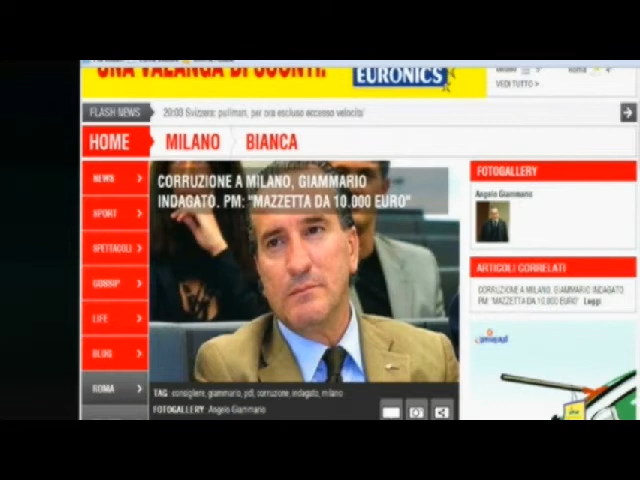 UNA VALANGA DI SCONTI!
EURONICS
VEDI TUTTO >
FLASH NEWS
20:03 Svizzera: pullman, per ora escluso eccesso velocita'
HOME
MILANO
BIANCA
NEWS
SPORT
SPETTACOLI
GOSSIP
LIFE
BLOG
ROMA
CORRUZIONE A MILANO, GIAMMARIO
INDAGATO. PM: "MAZZETTA DA 10.000 EURO"
TAG: consigliere, giammario, pdl, corruzione, indagato, milano
FOTOGALLERY: Angelo Giammario
FOTOGALLERY
Angelo Giammario
ARTICOLI CORRELATI
CORRUZIONE A MILANO, GIAMMARIO INDAGATO.
PM: "MAZZETTA DA 10.000 EURO" Leggi